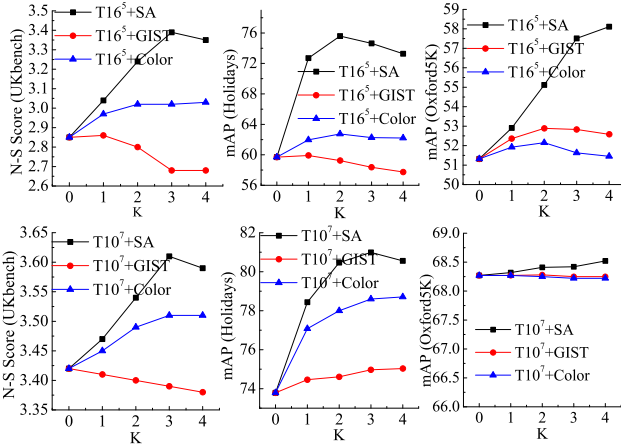 3.5
3.4
3.3
3.2
3.1
3.0
2.9
2.8
2.7
2.6
N-S Score (UKbench)
T16⁵+SA
T16⁵+GIST
T16⁵+Color
0 1 2 3 4
K
80
76
72
68
64
60
56
mAP (Holidays)
T16⁵+SA
T16⁵+GIST
T16⁵+Color
0 1 2 3 4
K
59
58
57
56
55
54
53
52
51
50
mAP (Oxford5K)
T16⁵+SA
T16⁵+GIST
T16⁵+Color
0 1 2 3 4
K
3.65
3.60
3.55
3.50
3.45
3.40
3.35
N-S Score (UKbench)
T10⁷+SA
T10⁷+GIST
T10⁷+Color
0 1 2 3 4
K
82
80
78
76
74
mAP (Holidays)
T10⁷+SA
T10⁷+GIST
T10⁷+Color
0 1 2 3 4
K
69.0
68.5
68.0
67.5
67.0
66.5
66.0
mAP (Oxford5K)
T10⁷+SA
T10⁷+GIST
T10⁷+Color
0 1 2 3 4
K